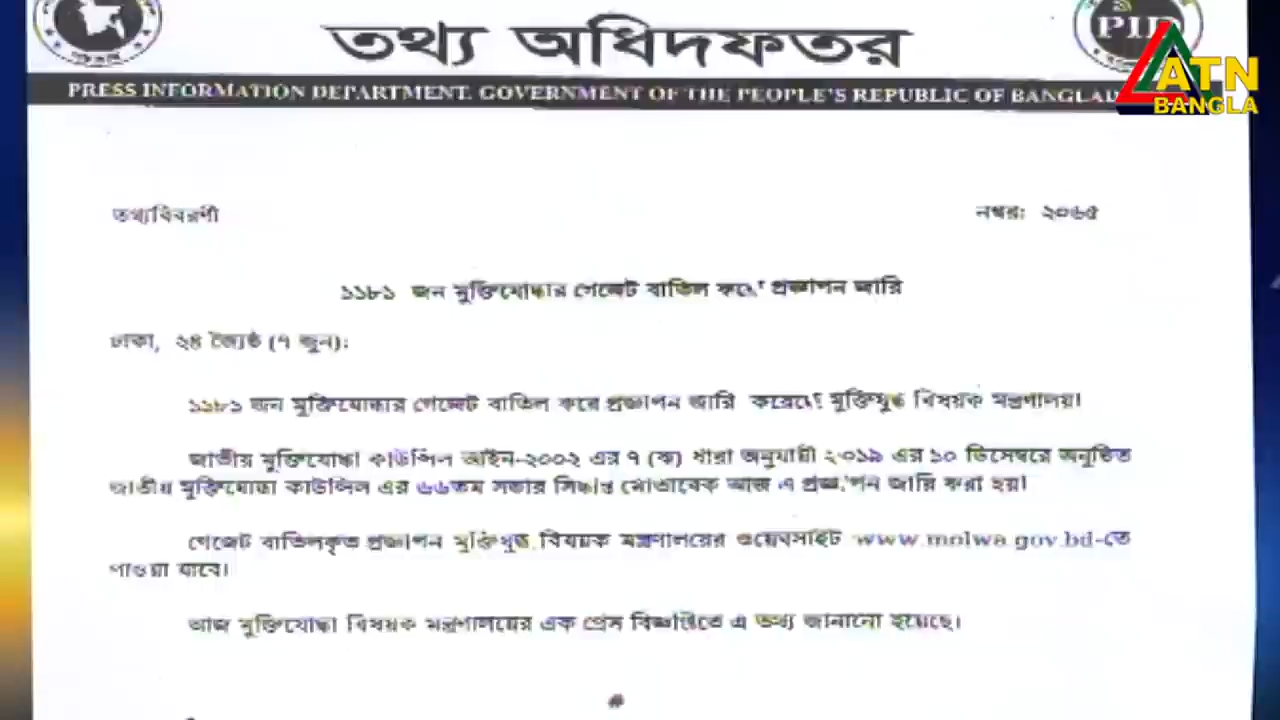 তথ্য অধিদফতর
PID
ATN
BANGLA
PRESS INFORMATION DEPARTMENT. GOVERNMENT OF THE PEOPLE'S REPUBLIC OF
তথ্যবিবরণী নম্বর: ২০৬৫
১১৮১ জন মুক্তিযোদ্ধার গেজেট বাতিল করে প্রজ্ঞাপন জারি
ঢাকা, ২৪ জ্যৈষ্ঠ (৭ জুন):
১১৮১ জন মুক্তিযোদ্ধার গেজেট বাতিল করে প্রজ্ঞাপন জারি করেছে মুক্তিযুদ্ধ বিষয়ক মন্ত্রণালয়।
জাতীয় মুক্তিযোদ্ধা কাউন্সিল আইন-২০০২ এর ৭ (ক) ধারা অনুযায়ী ২০১৯ এর ১০ ডিসেম্বরে অনুষ্ঠিত
জাতীয় মুক্তিযোদ্ধা কাউন্সিল এর ৬৬তম সভার সিদ্ধান্ত মোতাবেক আজ এ প্রজ্ঞাপন জারি করা হয়।
গেজেট বাতিলকৃত প্রজ্ঞাপন মুক্তিযুদ্ধ বিষয়ক মন্ত্রণালয়ের ওয়েবসাইট www.molwa.gov.bd-তে
পাওয়া যাবে।
আজ মুক্তিযোদ্ধা বিষয়ক মন্ত্রণালয়ের এক প্রেস বিজ্ঞপ্তিতে এ তথ্য জানানো হয়েছে।
#